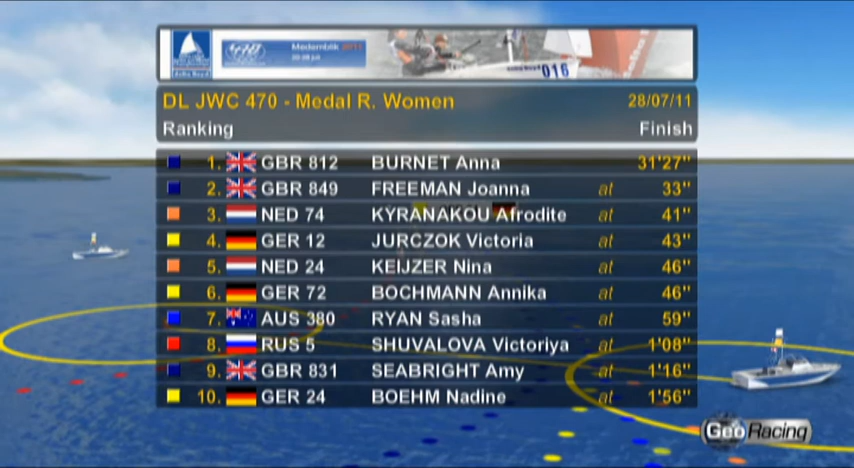 Medemblik 2011
016
DL JWC 470 - Medal R. Women 28/07/11
Ranking Finish
1. GBR 812 BURNET Anna 31'27"
2. GBR 849 FREEMAN Joanna at 33"
3. NED 74 KYRANAKOU Afrodite at 41"
4. GER 12 JURCZOK Victoria at 43"
5. NED 24 KEIJZER Nina at 46"
6. GER 72 BOCHMANN Annika at 46"
7. AUS 380 RYAN Sasha at 59"
8. RUS 5 SHUVALOVA Victoriya at 1'08"
9. GBR 831 SEABRIGHT Amy at 1'16"
10. GER 24 BOEHM Nadine at 1'56"
Geo Racing